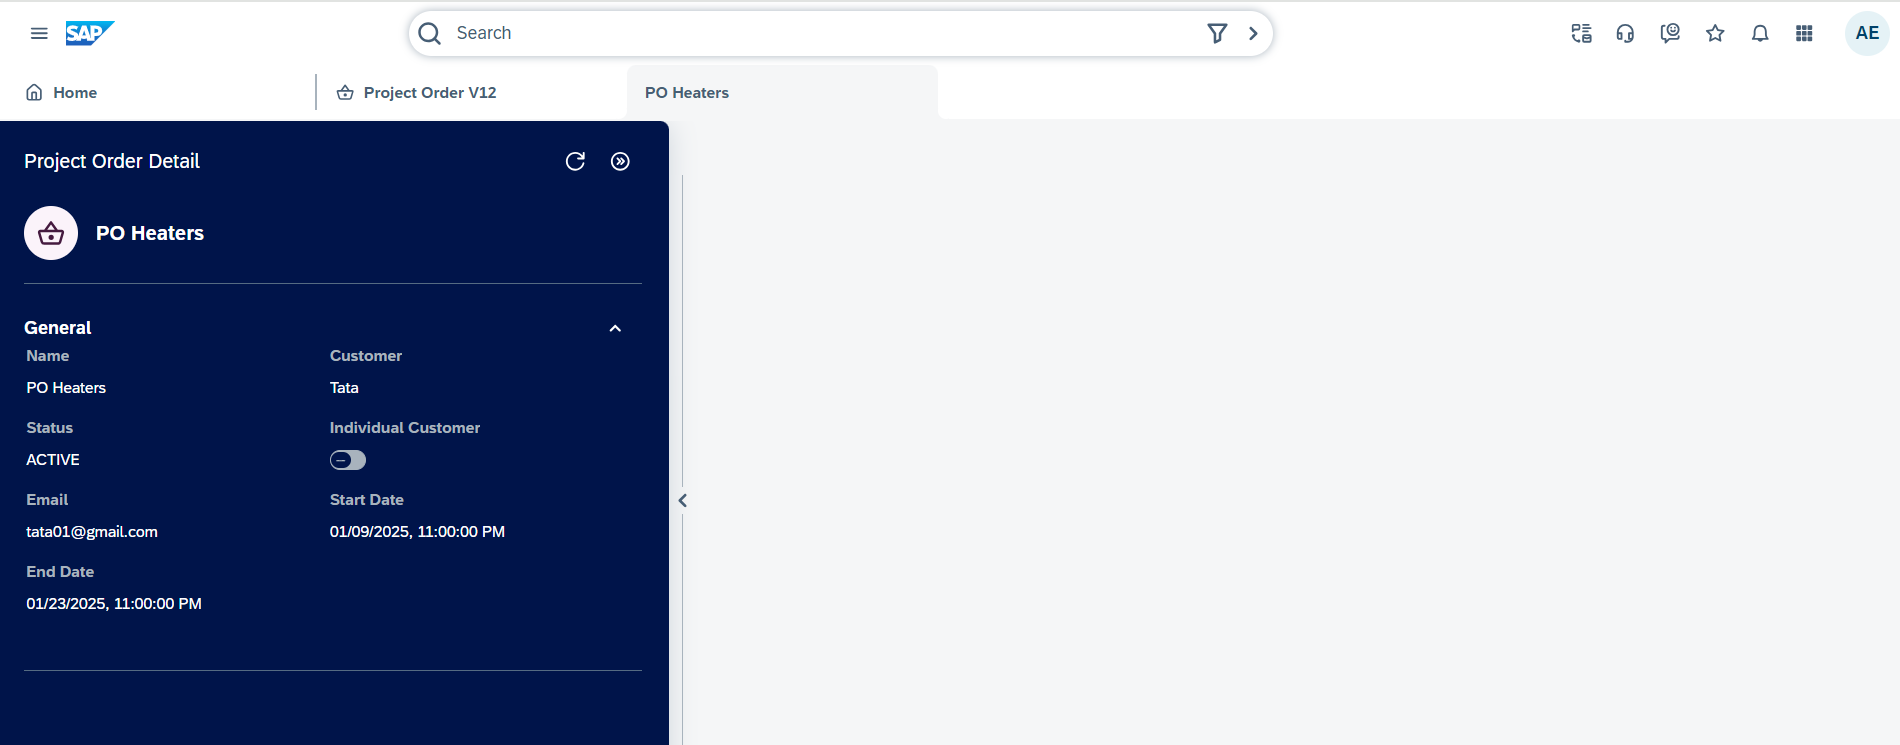 SAP
Search
AE
Home
Project Order V12
PO Heaters
Project Order Detail
PO Heaters
General
Name
Customer
PO Heaters
Tata
Status
Individual Customer
ACTIVE
Email
Start Date
tata01@gmail.com
01/09/2025, 11:00:00 PM
End Date
01/23/2025, 11:00:00 PM